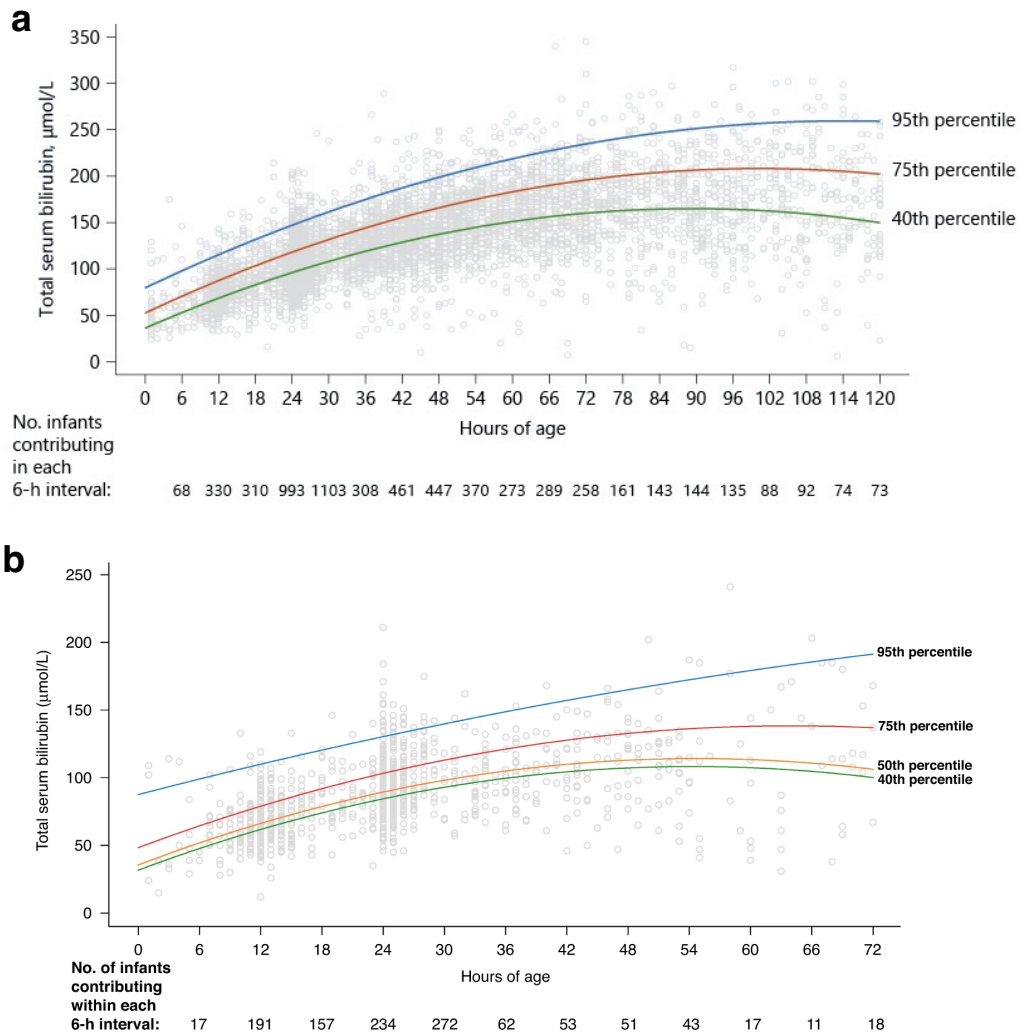 a
350
300
250
200
150
100
50
0
Total serum bilirubin, μmol/L
95th percentile
75th percentile
40th percentile
0 6 12 18 24 30 36 42 48 54 60 66 72 78 84 90 96 102 108 114 120
Hours of age
No. infants
contributing
in each
6-h interval: 68 330 310 993 1103 308 461 447 370 273 289 258 161 143 144 135 88 92 74 73
b
250
200
150
100
50
0
Total serum bilirubin (μmol/L)
95th percentile
75th percentile
50th percentile
40th percentile
0 6 12 18 24 30 36 42 48 54 60 66 72
Hours of age
No. of infants
contributing
within each
6-h interval: 17 191 157 234 272 62 53 51 43 17 11 18